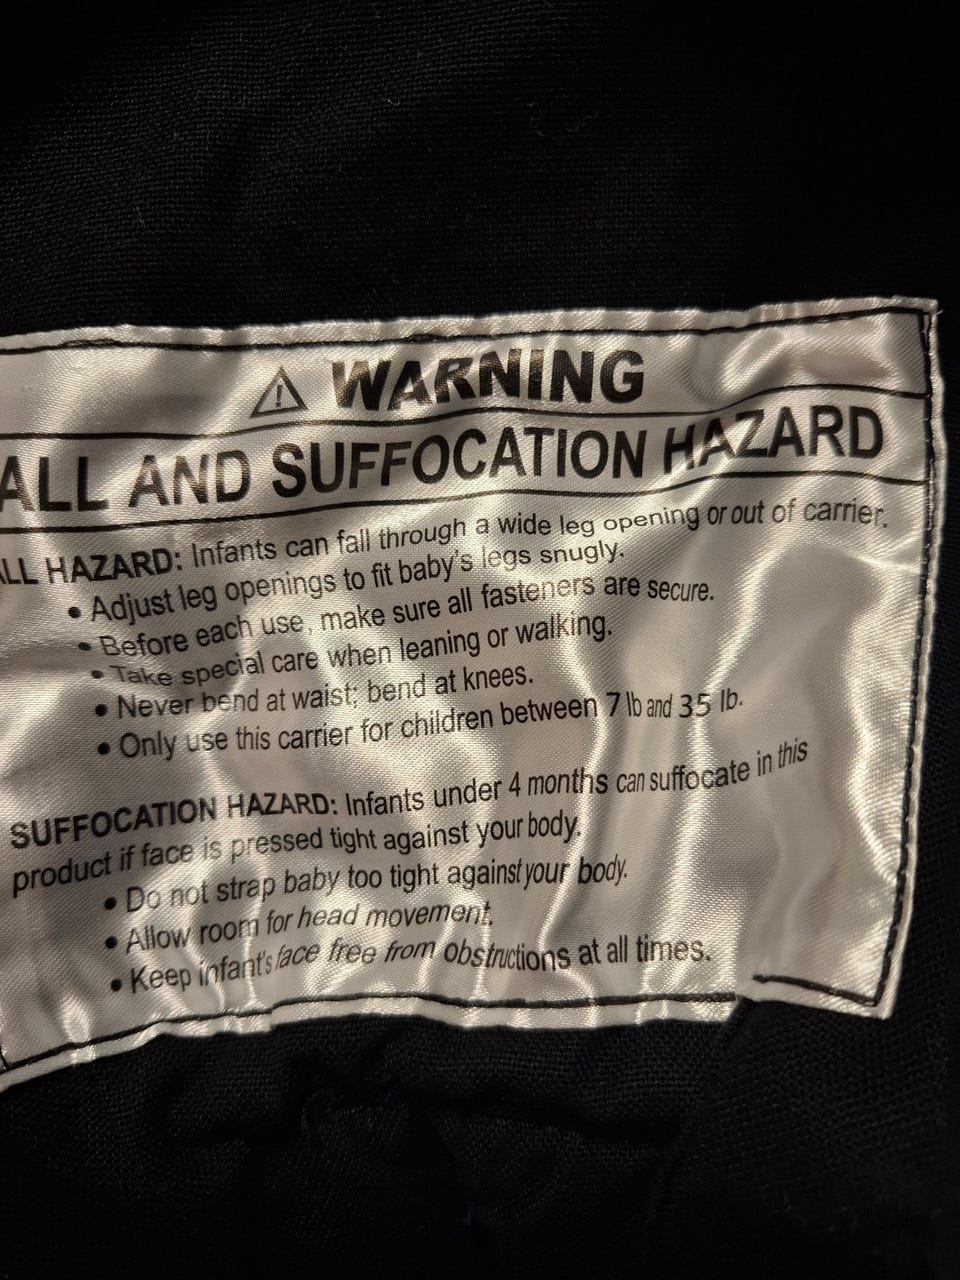 ⚠ WARNING
ALL AND SUFFOCATION HAZARD
ALL HAZARD: Infants can fall through a wide leg opening or out of carrier.
• Adjust leg openings to fit baby's legs snugly.
• Before each use, make sure all fasteners are secure.
• Take special care when leaning or walking.
• Never bend at waist; bend at knees.
• Only use this carrier for children between 7 lb and 35 lb.
SUFFOCATION HAZARD: Infants under 4 months can suffocate in this
product if face is pressed tight against your body.
• Do not strap baby too tight against your body.
• Allow room for head movement.
• Keep infant's face free from obstructions at all times.